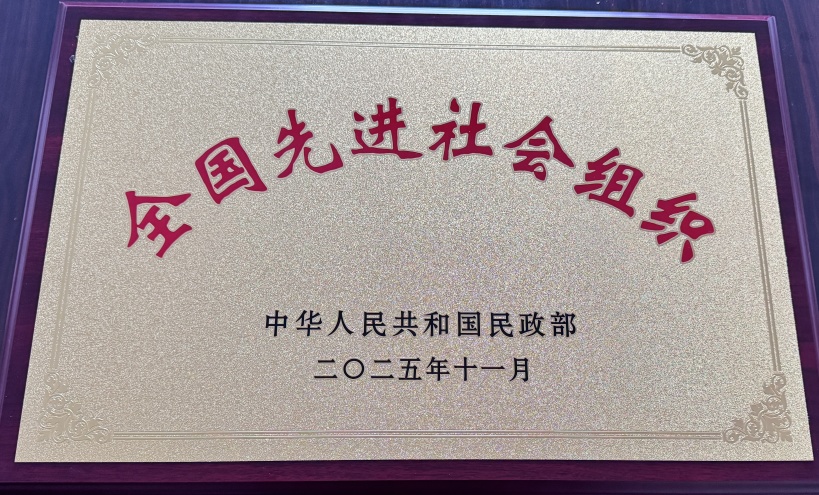 全国先进社会组织
中华人民共和国民政部
二〇二五年十一月